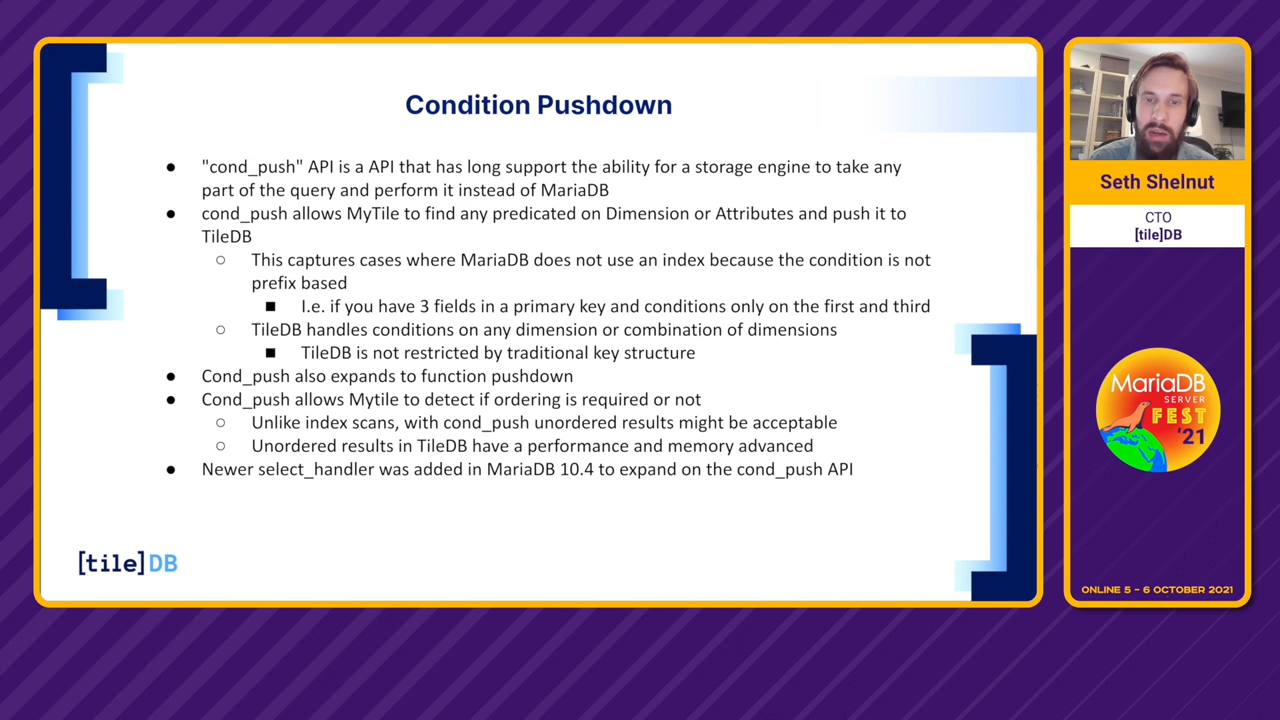 Condition Pushdown
● "cond_push" API is a API that has long support the ability for a storage engine to take any
part of the query and perform it instead of MariaDB
● cond_push allows MyTile to find any predicated on Dimension or Attributes and push it to
TileDB
○ This captures cases where MariaDB does not use an index because the condition is not
prefix based
■ I.e. if you have 3 fields in a primary key and conditions only on the first and third
○ TileDB handles conditions on any dimension or combination of dimensions
■ TileDB is not restricted by traditional key structure
● Cond_push also expands to function pushdown
● Cond_push allows Mytile to detect if ordering is required or not
○ Unlike index scans, with cond_push unordered results might be acceptable
○ Unordered results in TileDB have a performance and memory advanced
● Newer select_handler was added in MariaDB 10.4 to expand on the cond_push API
[tile]DB
Seth Shelnut
CTO
[tile]DB
MariaDB
SERVER
FEST
'21
ONLINE 5 – 6 OCTOBER 2021